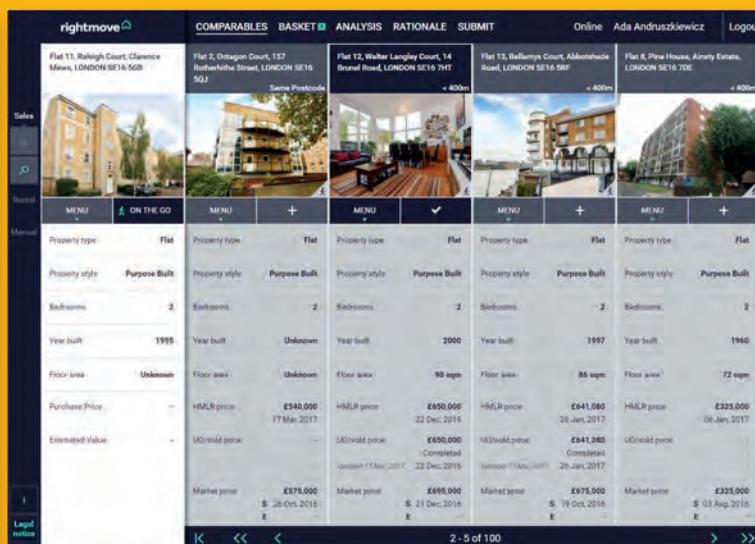 rightmove
COMPARABLES BASKET 1 ANALYSIS RATIONALE SUBMIT
Online Ada Andruszkiewicz Logou
Sales
Rental
Manual
i
Legal
notice
Flat 11, Raleigh Court, Clarence
Mews, LONDON SE16 5GB
MENU ON THE GO
Property type Flat
Property style Purpose Built
Bedrooms 2
Year built 1995
Floor area Unknown
Purchase Price -
Estimated Value -
Flat 2, Octagon Court, 157
Rotherhithe Street, LONDON SE16
5QJ
Same Postcode
MENU +
Property type Flat
Property style Purpose Built
Bedrooms 2
Year built Unknown
Floor area Unknown
HMLR price £540,000
17 Mar, 2017
UO/sold price -
Market price £575,000
S 26 Oct, 2016
E -
Flat 12, Walter Langley Court, 14
Brunel Road, LONDON SE16 7HT
< 400m
MENU
Property type Flat
Property style Purpose Built
Bedrooms 2
Year built 2000
Floor area 90 sqm
HMLR price £650,000
22 Dec, 2016
UO/sold price £650,000
Completed
Updated 17 Mar, 2017 22 Dec, 2016
Market price £695,000
S 21 Dec, 2016
E -
Flat 13, Bellamys Court, Abbotshade
Road, LONDON SE16 5RF
< 400m
MENU +
Property type Flat
Property style Purpose Built
Bedrooms 2
Year built 1997
Floor area 86 sqm
HMLR price £641,080
26 Jan, 2017
UO/sold price £641,080
Completed
Updated 17 Mar, 2017 26 Jan, 2017
Market price £675,000
S 19 Oct, 2016
E -
Flat 8, Pine House, Ainsty Estate,
LONDON SE16 7DE
< 400m
MENU +
Property type Flat
Property style Purpose Built
Bedrooms 2
Year built 1960
Floor area 72 sqm
HMLR price £325,000
06 Jan, 2017
UO/sold price -
Market price £325,000
S 03 Aug, 2016
E -
2 - 5 of 100